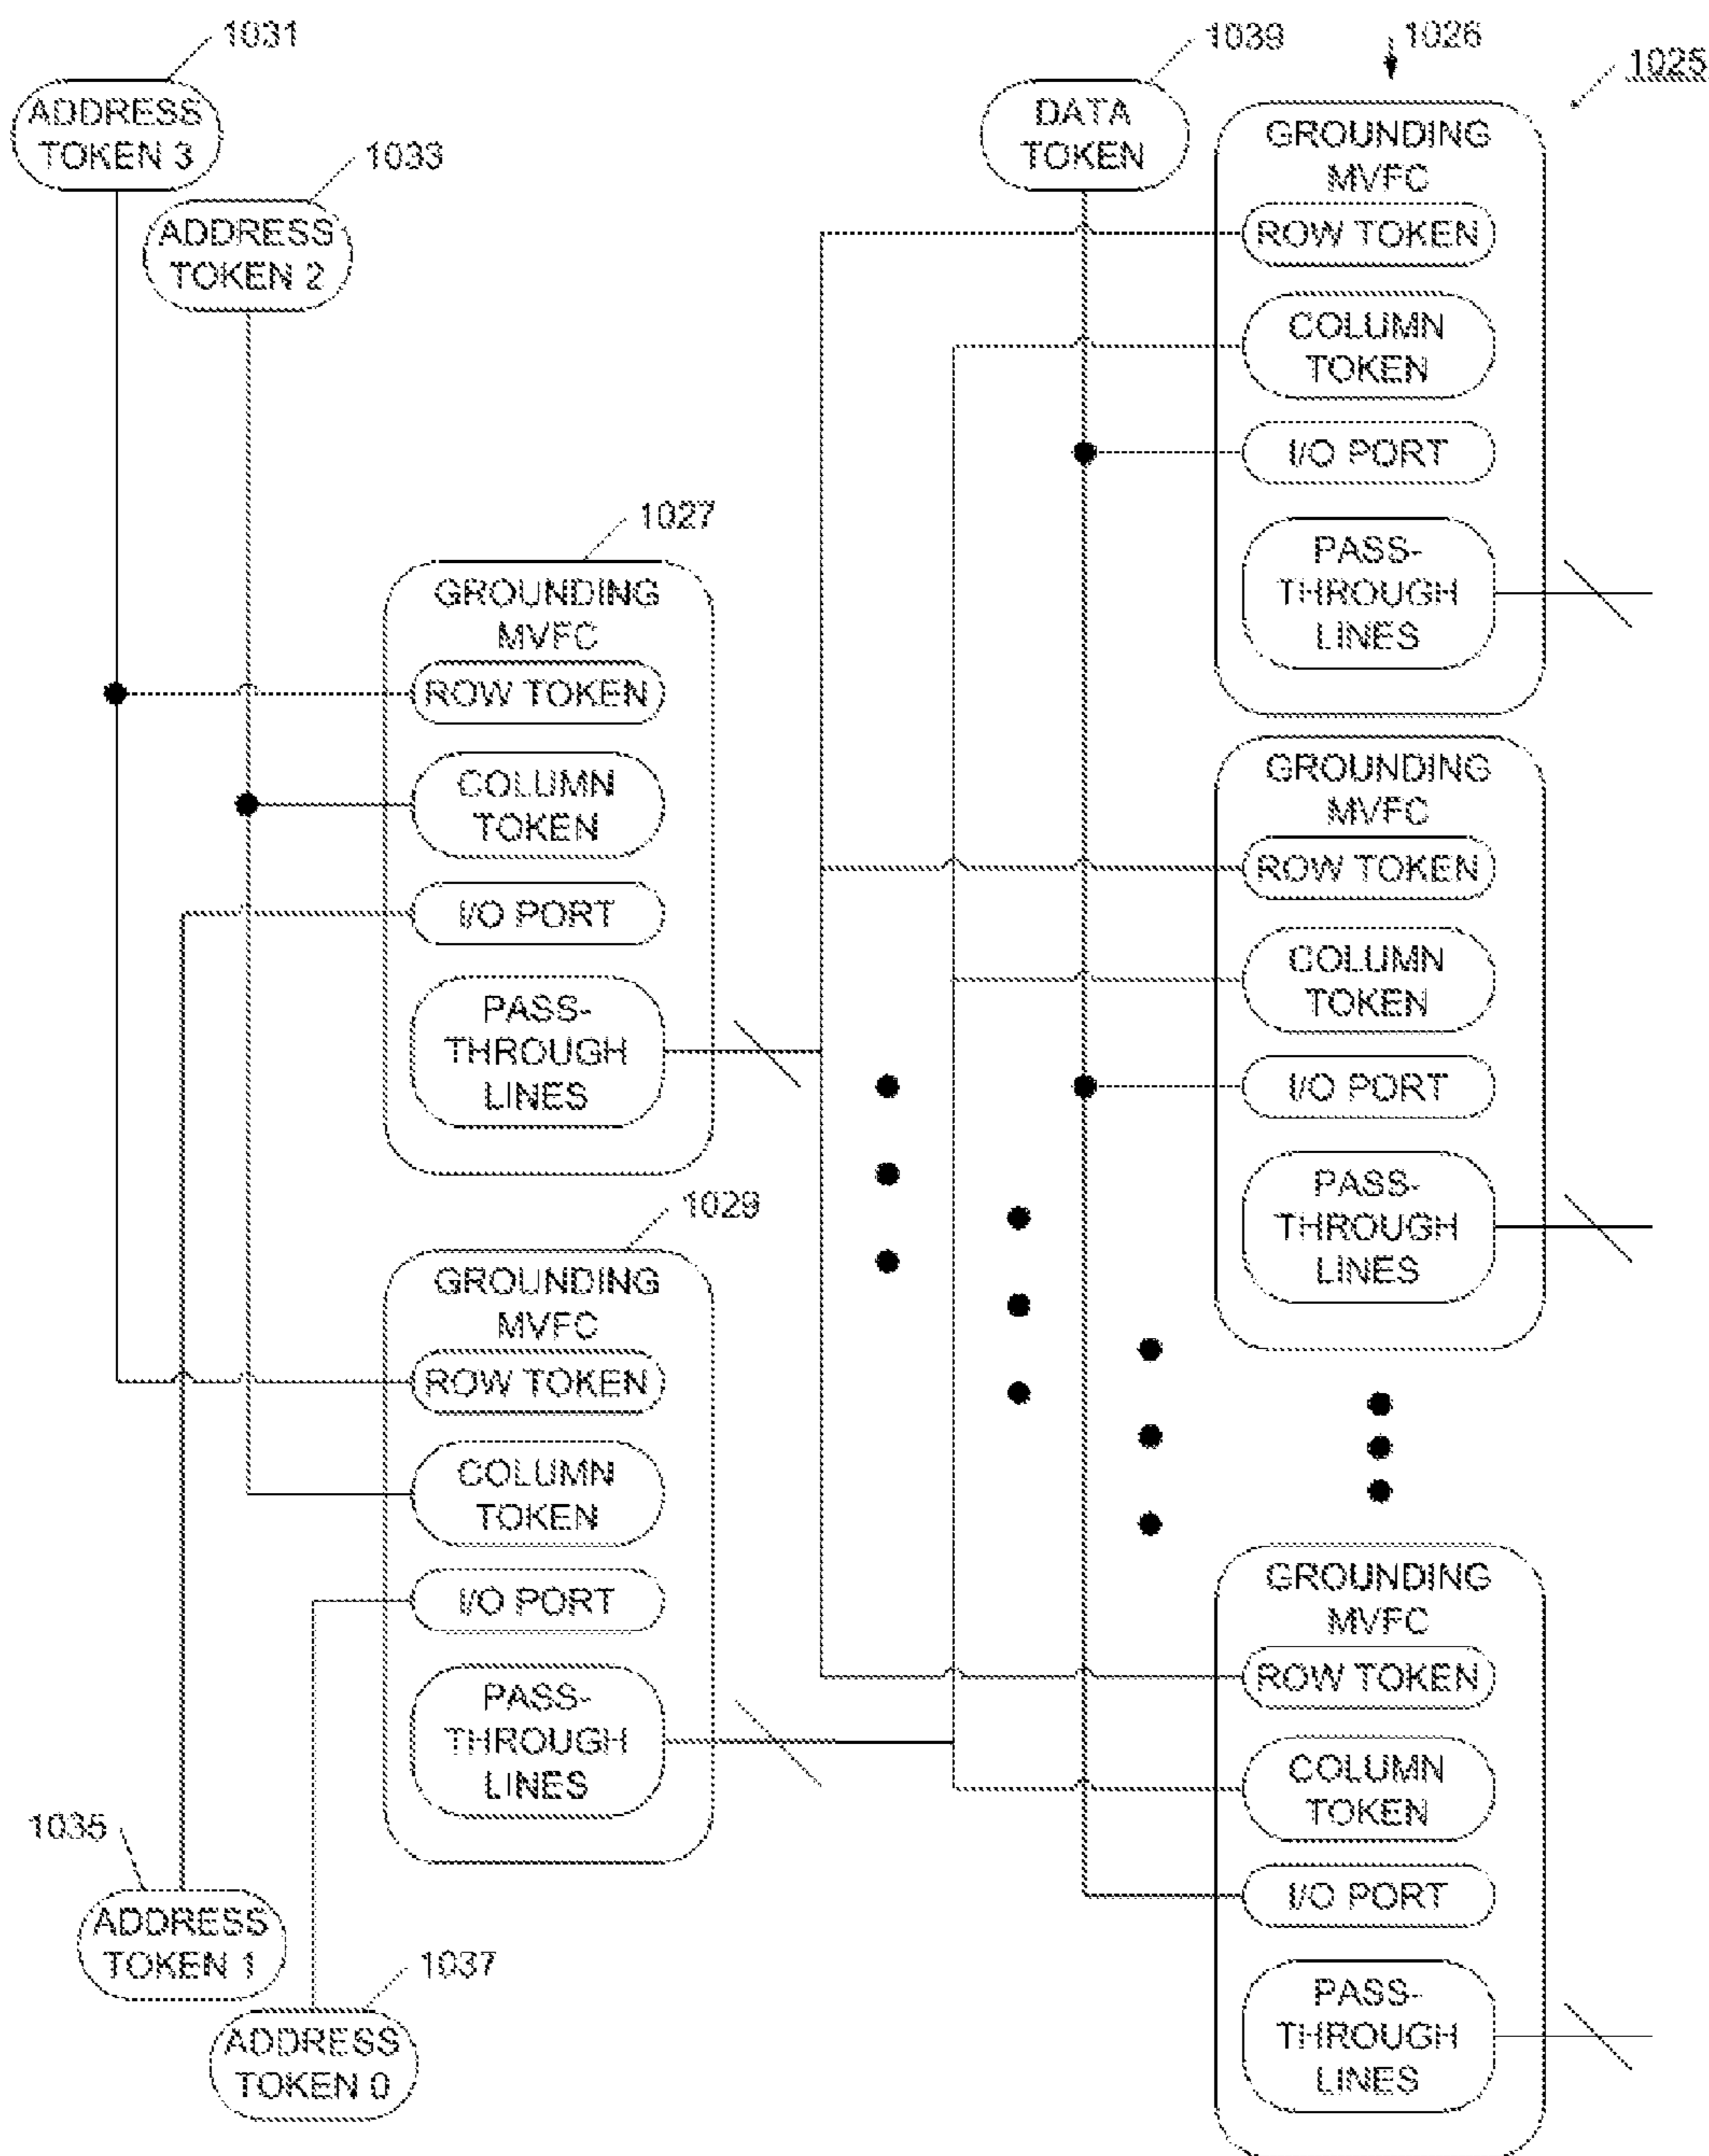 1031
ADDRESS
TOKEN 3
1033
ADDRESS
TOKEN 2
1039
DATA
TOKEN
1026
1025
GROUNDING
MVFC
ROW TOKEN
COLUMN
TOKEN
I/O PORT
PASS-
THROUGH
LINES
1027
GROUNDING
MVFC
ROW TOKEN
COLUMN
TOKEN
I/O PORT
PASS-
THROUGH
LINES
GROUNDING
MVFC
ROW TOKEN
COLUMN
TOKEN
I/O PORT
PASS-
THROUGH
LINES
1029
GROUNDING
MVFC
ROW TOKEN
COLUMN
TOKEN
I/O PORT
PASS-
THROUGH
LINES
GROUNDING
MVFC
ROW TOKEN
COLUMN
TOKEN
I/O PORT
PASS-
THROUGH
LINES
1035
ADDRESS
TOKEN 1
1037
ADDRESS
TOKEN 0